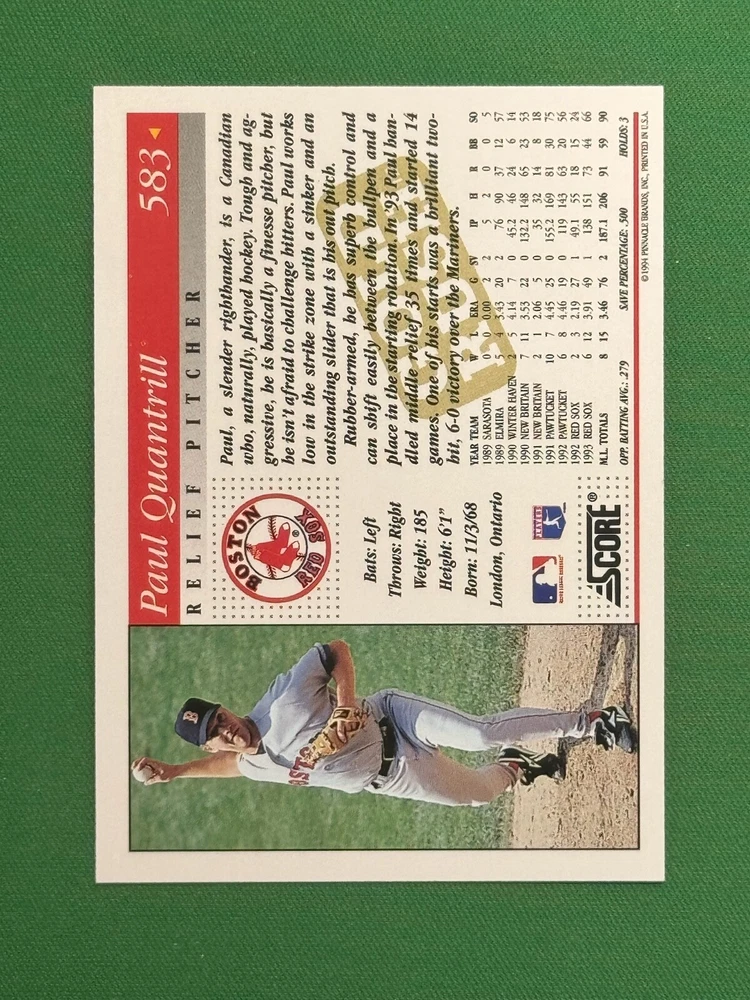 Paul Quantrill 583
RELIEF PITCHER
BOSTON
RED SOX
Paul, a slender righthander, is a Canadian
who, naturally, played hockey. Tough and ag-
gressive, he is basically a finesse pitcher, but
he isn't afraid to challenge hitters. Paul works
low in the strike zone with a sinker and an
outstanding slider that is his out pitch.
Rubber-armed, he has superb control and
can shift easily between the bullpen and a
place in the starting rotation. In '93 Paul han-
dled middle relief 35 times and started 14
games. One of his starts was a brilliant two-
hit, 6-0 victory over the Mariners.
GOLD
RUSH
Bats: Left
Throws: Right
Weight: 185
Height: 6'1"
Born: 11/3/68
London, Ontario
YEAR TEAM W L ERA G SV IP H R BB SO
1989 SARASOTA 0 0 0.00 2 2 5 2 0 0 5
1989 ELMIRA 5 4 3.43 20 2 76 90 37 12 57
1990 WINTER HAVEN 2 5 4.14 7 0 45.2 46 24 6 14
1990 NEW BRITAIN 7 11 3.53 22 0 132.2 148 65 23 53
1991 NEW BRITAIN 2 1 2.06 5 0 35 32 14 8 18
1991 PAWTUCKET 10 7 4.45 25 0 155.2 169 81 30 75
1992 PAWTUCKET 6 8 4.46 19 0 119 143 63 20 56
1992 RED SOX 2 3 2.19 27 1 49.1 55 18 15 24
1993 RED SOX 6 12 3.91 49 1 138 151 73 44 66
M.L. TOTALS 8 15 3.46 76 2 187.1 206 91 59 90
OPP. BATTING AVG.: .279 SAVE PERCENTAGE: .500 HOLDS: 3
PLAYERS
SCORE®
© 1994 PINNACLE BRANDS, INC., PRINTED IN U.S.A.
B